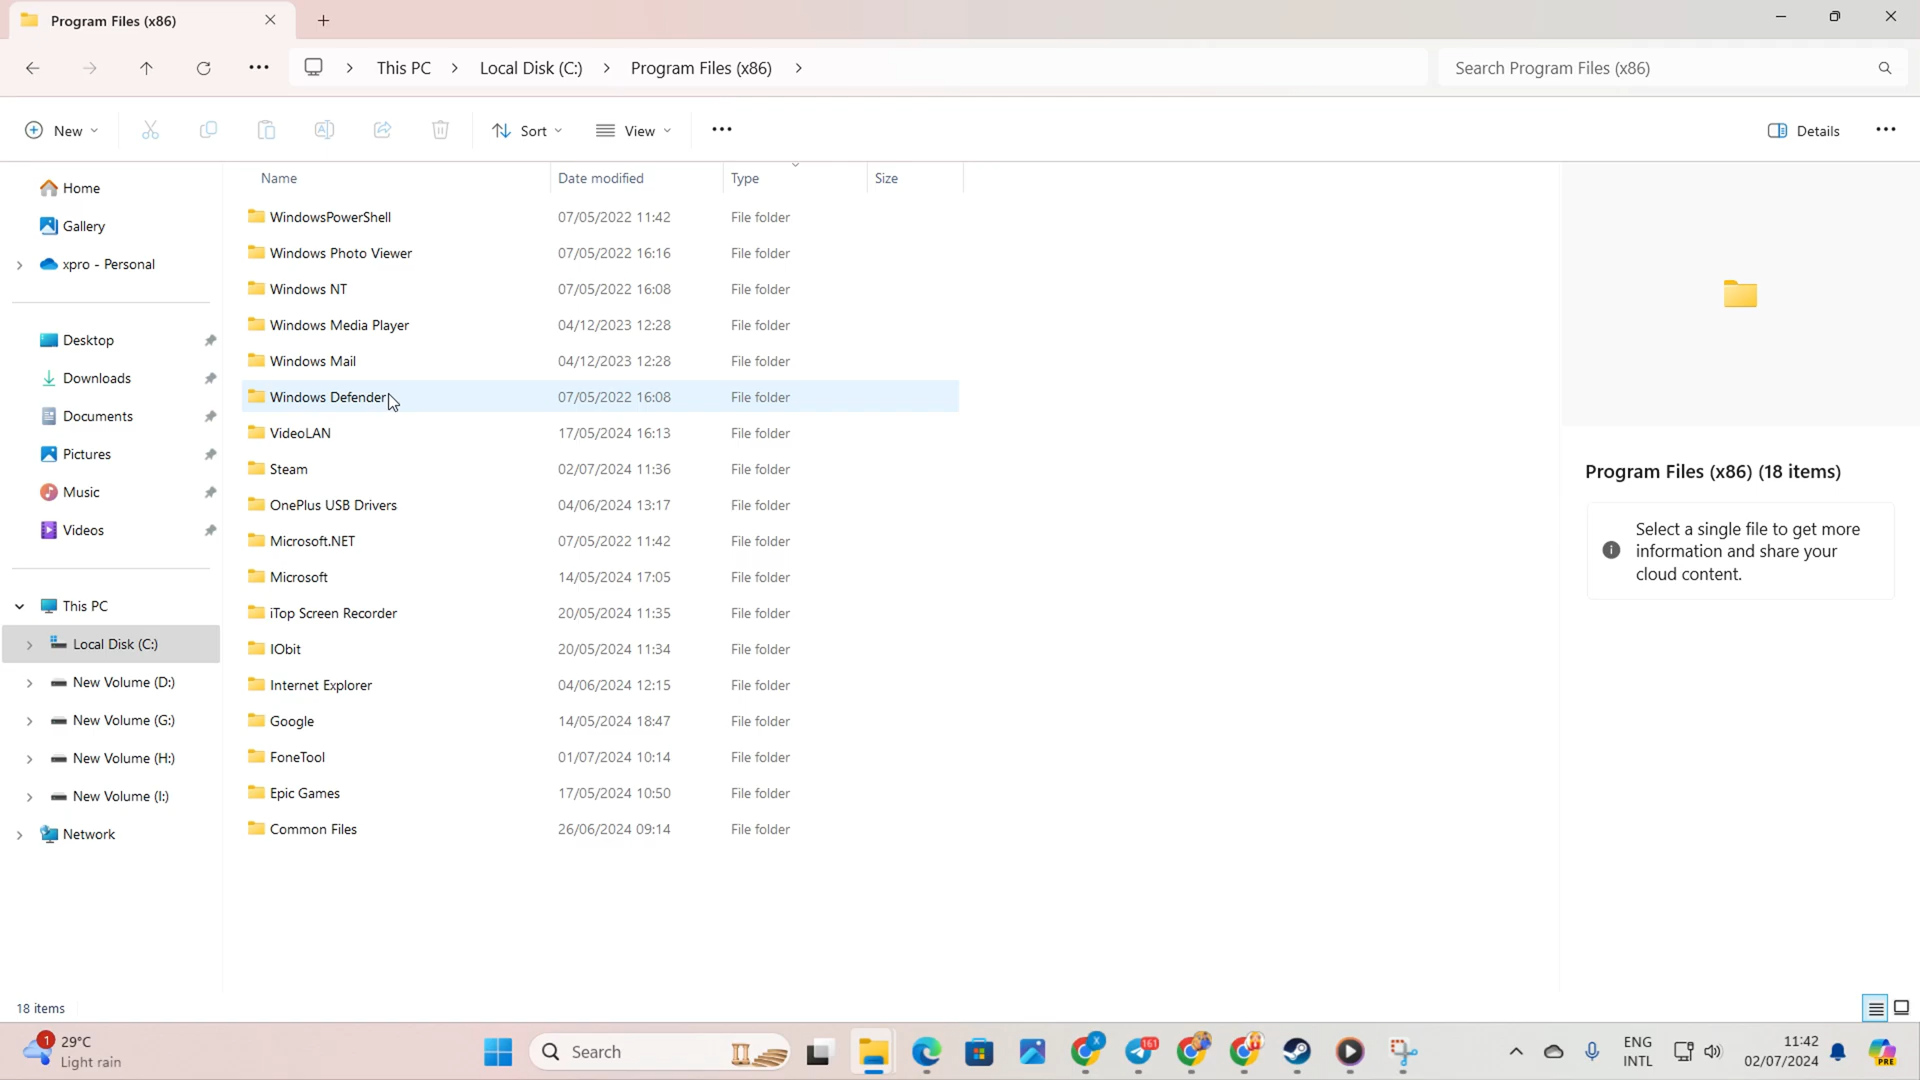 Program Files (x86)
This PC
Local Disk (C:)
Program Files (x86)
Search Program Files (x86)
New
Sort
View
Details
Home
Gallery
xpro - Personal
Desktop
Downloads
Documents
Pictures
Music
Videos
This PC
Local Disk (C:)
New Volume (D:)
New Volume (G:)
New Volume (H:)
New Volume (I:)
Network
Name Date modified Type Size
WindowsPowerShell 07/05/2022 11:42 File folder
Windows Photo Viewer 07/05/2022 16:16 File folder
Windows NT 07/05/2022 16:08 File folder
Windows Media Player 04/12/2023 12:28 File folder
Windows Mail 04/12/2023 12:28 File folder
Windows Defender 07/05/2022 16:08 File folder
VideoLAN 17/05/2024 16:13 File folder
Steam 02/07/2024 11:36 File folder
OnePlus USB Drivers 04/06/2024 13:17 File folder
Microsoft.NET 07/05/2022 11:42 File folder
Microsoft 14/05/2024 17:05 File folder
iTop Screen Recorder 20/05/2024 11:35 File folder
IObit 20/05/2024 11:34 File folder
Internet Explorer 04/06/2024 12:15 File folder
Google 14/05/2024 18:47 File folder
FoneTool 01/07/2024 10:14 File folder
Epic Games 17/05/2024 10:50 File folder
Common Files 26/06/2024 09:14 File folder
Program Files (x86) (18 items)
Select a single file to get more
information and share your
cloud content.
18 items
1
29°C
Light rain
Search
X
161
ENG
INTL
11:42
02/07/2024
PRE